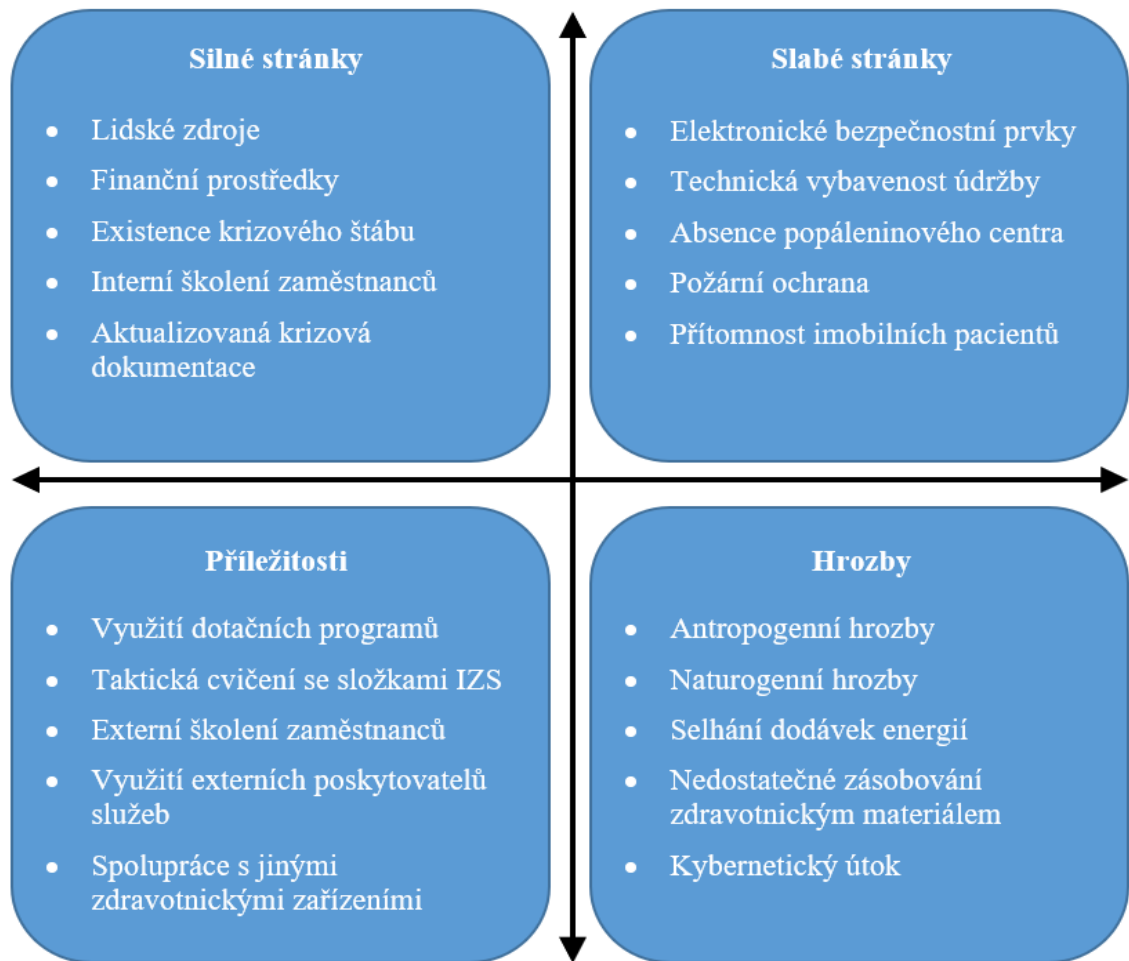 Silné stránky
Lidské zdroje
Finanční prostředky
Existence krizového štábu
Interní školení zaměstnanců
Aktualizovaná krizová
dokumentace
Slabé stránky
Elektronické bezpečnostní prvky
Technická vybavenost údržby
Absence popáleninového centra
Požární ochrana
Přítomnost imobilních pacientů
Příležitosti
Využití dotačních programů
Taktická cvičení se složkami IZS
Externí školení zaměstnanců
Využití externích poskytovatelů
služeb
Spolupráce s jinými
zdravotnickými zařízeními
Hrozby
Antropogenní hrozby
Naturogenní hrozby
Selhání dodávek energií
Nedostatečné zásobování
zdravotnickým materiálem
Kybernetický útok